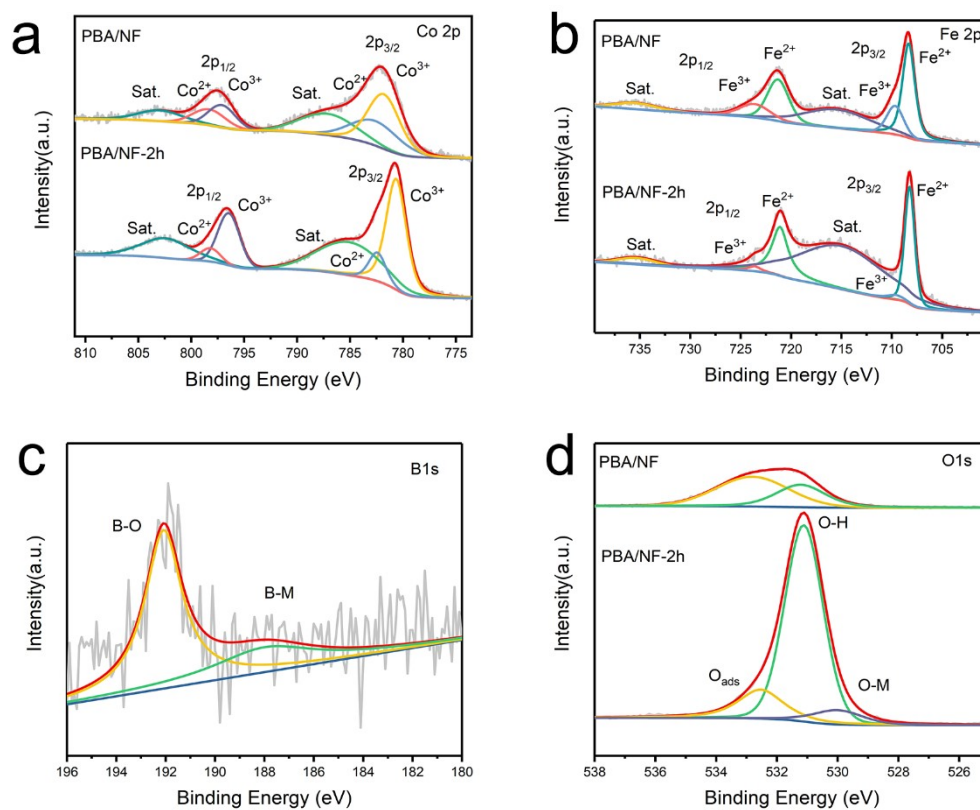 a
PBA/NF
Co 2p
2p3/2
2p1/2
Co3+
Co2+
Co3+
Sat.
Sat.
Co2+
PBA/NF-2h
2p3/2
Co3+
2p1/2
Co3+
Co2+
Sat.
Sat.
Co2+
Intensity(a.u.)
810 805 800 795 790 785 780 775
Binding Energy (eV)
b
PBA/NF
Fe 2p
2p1/2
Fe2+
2p3/2
Fe2+
Fe3+
Fe3+
Sat.
Sat.
PBA/NF-2h
2p3/2
Fe2+
Fe2+
2p1/2
Sat.
Sat.
Fe3+
Fe3+
Intensity(a.u.)
735 730 725 720 715 710 705
Binding Energy (eV)
c
B1s
B-O
B-M
Intensity(a.u.)
196 194 192 190 188 186 184 182 180
Binding Energy (eV)
d
PBA/NF
O1s
O-H
PBA/NF-2h
Oads
O-M
Intensity(a.u.)
538 536 534 532 530 528 526
Binding Energy (eV)